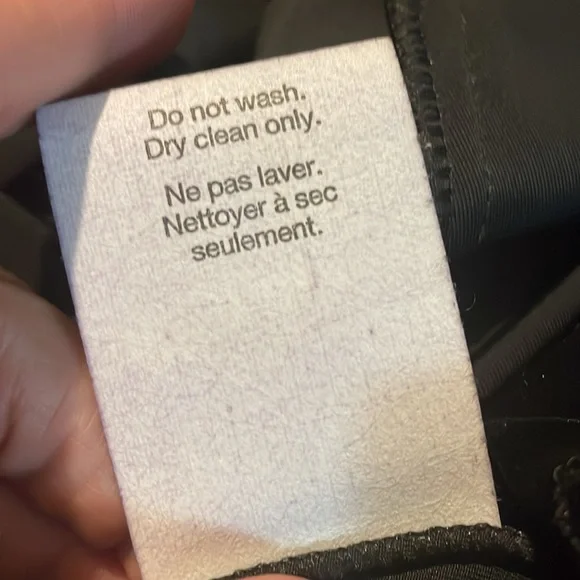 Do not wash.
Dry clean only.
Ne pas laver.
Nettoyer à sec
seulement.